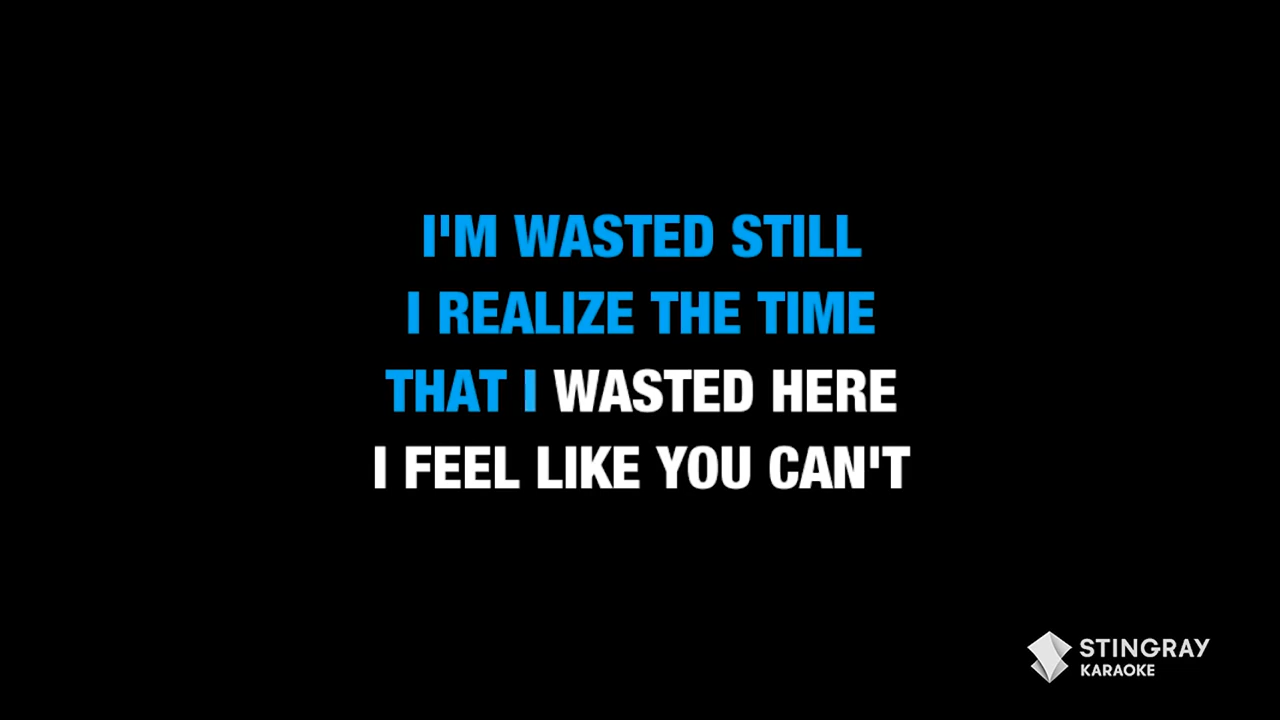 I'M WASTED STILL
I REALIZE THE TIME
THAT I WASTED HERE
I FEEL LIKE YOU CAN'T
STINGRAY
KARAOKE